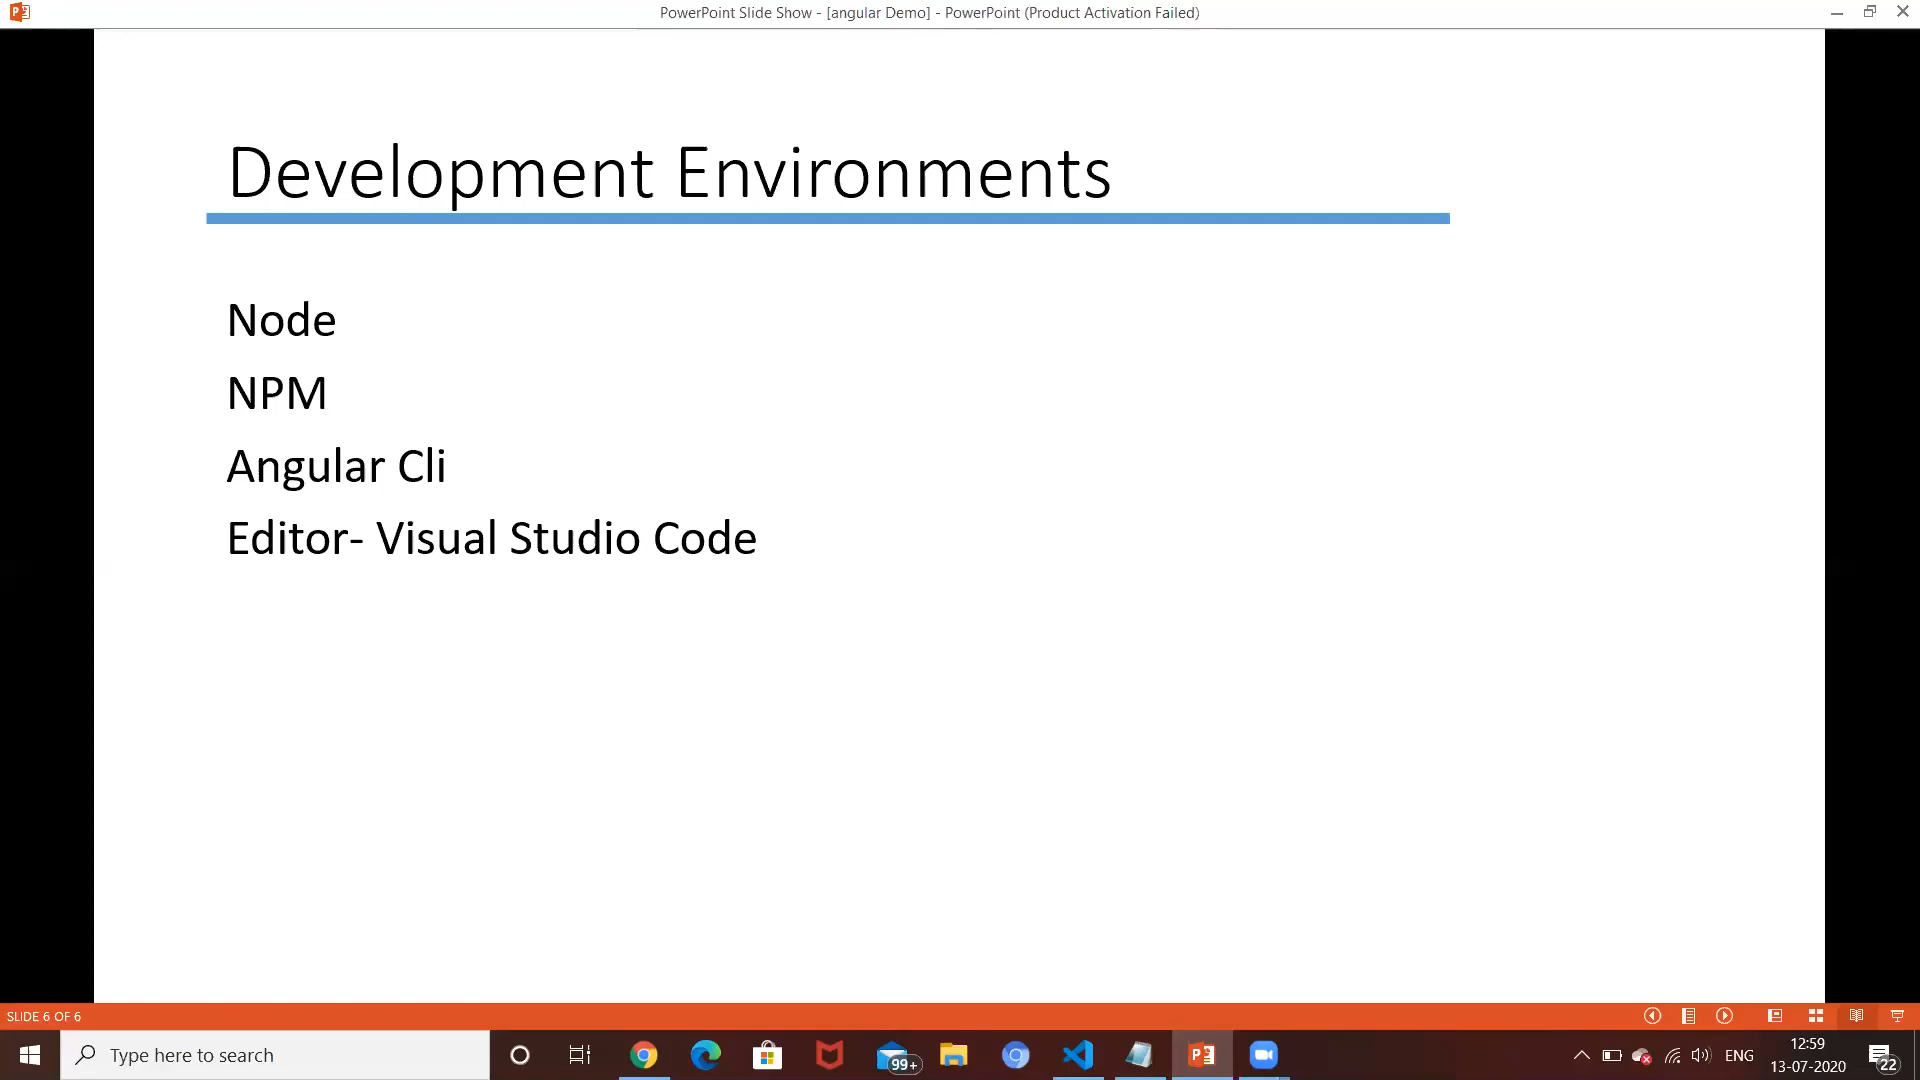 PowerPoint Slide Show - [angular Demo] - PowerPoint (Product Activation Failed)
Development Environments
Node
NPM
Angular Cli
Editor- Visual Studio Code
SLIDE 6 OF 6
Type here to search
99+
ENG
12:59
13-07-2020
22